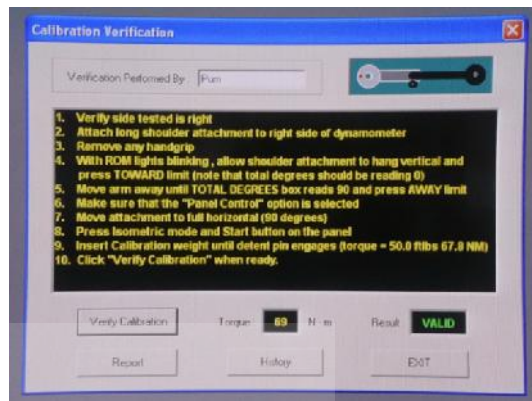 Calibration Verification
Verification Performed By
1. Verify side tested is right
2. Attach long shoulder attachment to right side of dynamometer
3. Remove any handgrip
4. With ROM lights blinking , allow shoulder attachment to hang vertical and
press TOWARD limit (note that total degrees should be reading 0)
5. Move arm away until TOTAL DEGREES box reads 90 and press AWAY limit
6. Make sure that the "Panel Control" option is selected
7. Move attachment to full horizontal (90 degrees)
8. Press Isometric mode and Start button on the panel
9. Insert Calibration weight until detent pin engages (torque = 50.0 ftlbs 67.8 NM)
10. Click "Verify Calibration" when ready.
Verify Calibration Torque 69 N - m Result VALID
Report History EXIT